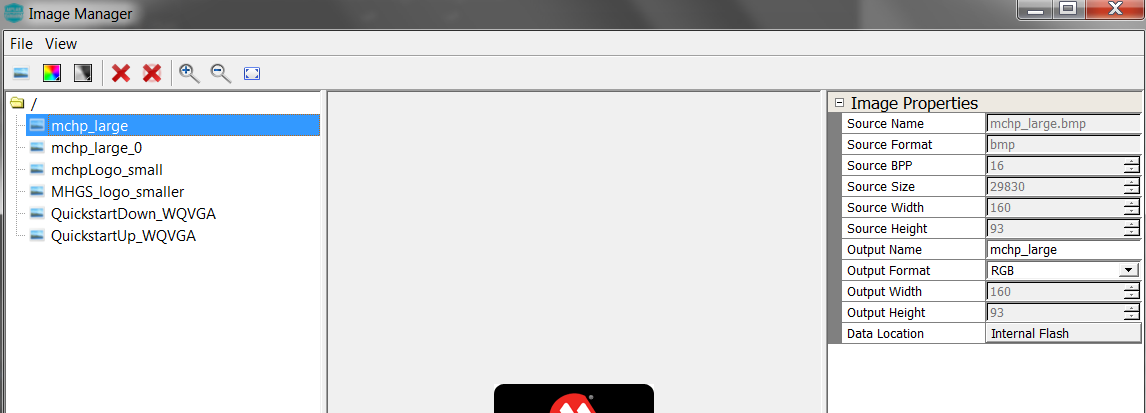 Image Manager
File View
/
mchp_large
mchp_large_0
mchpLogo_small
MHGS_logo_smaller
QuickstartDown_WQVGA
QuickstartUp_WQVGA
Image Properties
Source Name mchp_large.bmp
Source Format bmp
Source BPP 16
Source Size 29830
Source Width 160
Source Height 93
Output Name mchp_large
Output Format RGB
Output Width 160
Output Height 93
Data Location Internal Flash